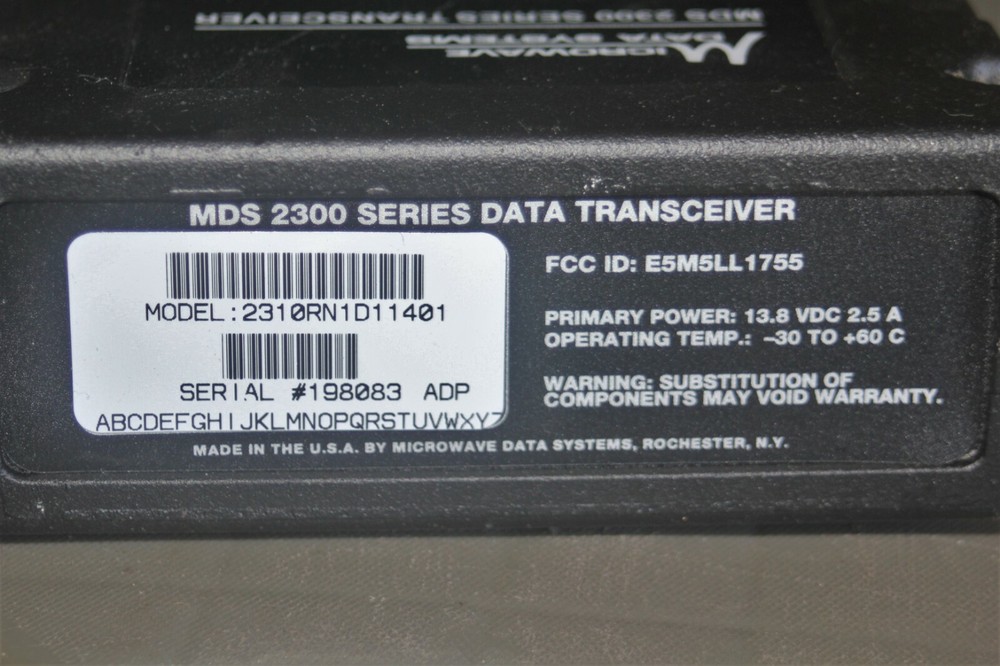 MDS 2300 SERIES TRANSCEIVER
MICROWAVE
DATA SYSTEMS
MDS 2300 SERIES DATA TRANSCEIVER
MODEL:2310RN1D11401
SERIAL #198083 ADP
ABCDEFGHIJKLMNOPQRSTUVWXYZ
FCC ID: E5M5LL1755
PRIMARY POWER: 13.8 VDC 2.5 A
OPERATING TEMP.: -30 TO +60 C
WARNING: SUBSTITUTION OF
COMPONENTS MAY VOID WARRANTY.
MADE IN THE U.S.A. BY MICROWAVE DATA SYSTEMS, ROCHESTER, N.Y.